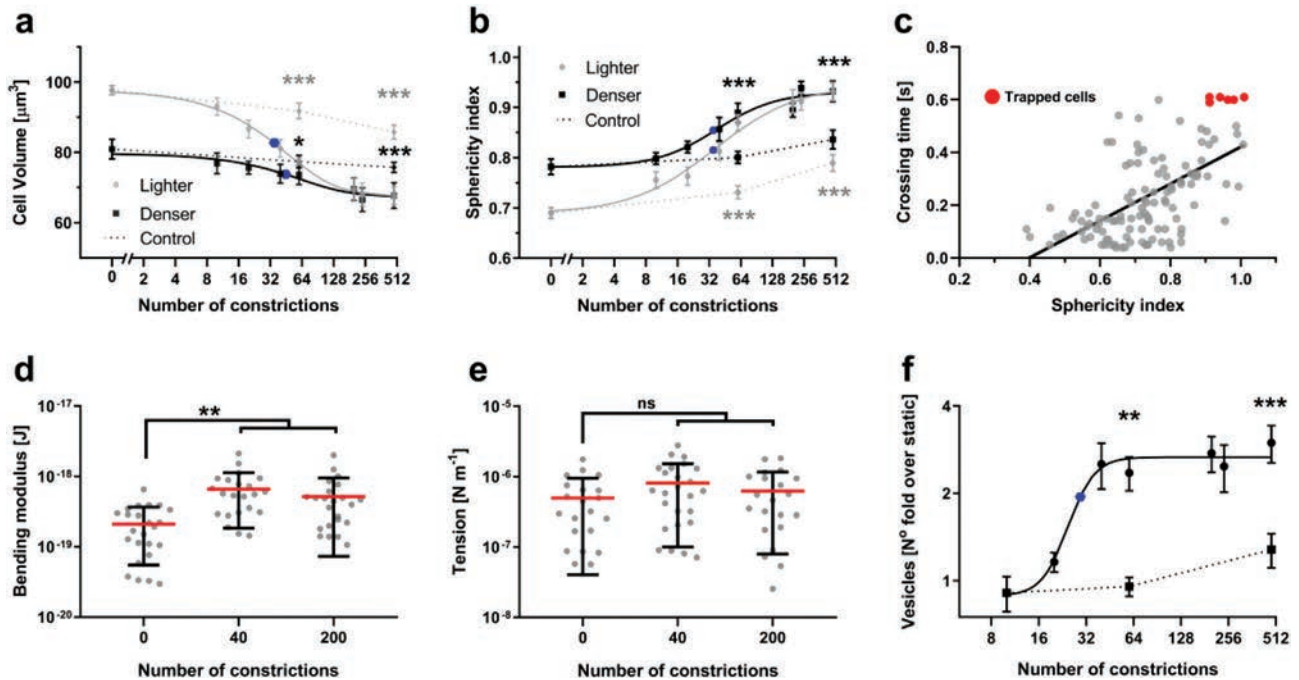 a
Cell Volume [μm³]
100
80
60
0 2 4 8 16 32 64 128 256 512
Number of constrictions
Lighter
Denser
Control
***
***
*
***
b
Sphericity index
1.0
0.9
0.8
0.7
0.6
0 2 4 8 16 32 64 128 256 512
Number of constrictions
Lighter
Denser
Control
***
***
***
***
c
Crossing time [s]
0.8
0.6
0.4
0.2
0.0
0.2 0.4 0.6 0.8 1.0
Sphericity index
Trapped cells
d
Bending modulus [J]
10⁻¹⁷
10⁻¹⁸
10⁻¹⁹
10⁻²⁰
0 40 200
Number of constrictions
**
e
Tension [N m⁻¹]
10⁻⁵
10⁻⁶
10⁻⁷
10⁻⁸
0 40 200
Number of constrictions
ns
f
Vesicles [Nº fold over static]
4
2
1
8 16 32 64 128 256 512
Number of constrictions
**
***